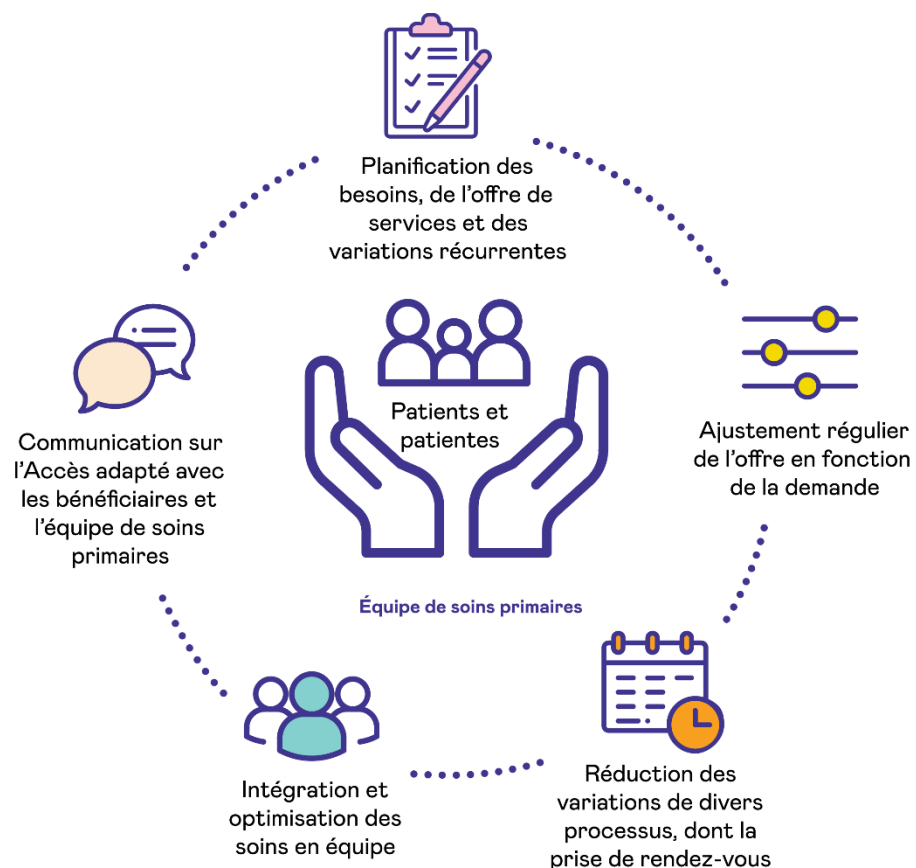 Planification des
besoins, de l'offre de
services et des
variations récurrentes
Ajustement régulier
de l'offre en fonction
de la demande
Réduction des
variations de divers
processus, dont la
prise de rendez-vous
Intégration et
optimisation des
soins en équipe
Communication sur
l'Accès adapté avec
les bénéficiaires et
l'équipe de soins
primaires
Patients et
patientes
Équipe de soins primaires